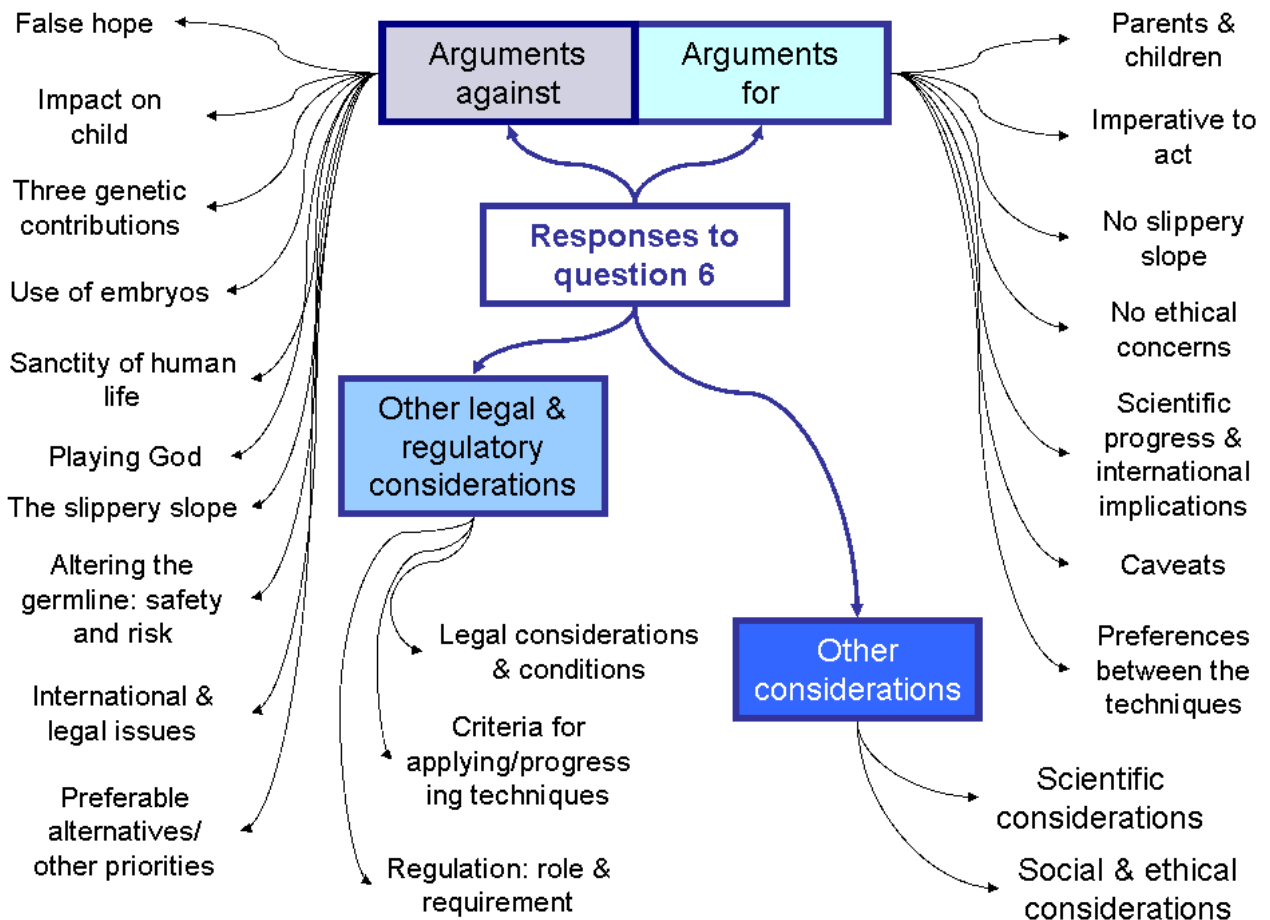 Arguments
against
Arguments
for
Responses to
question 6
False hope
Impact on
child
Three genetic
contributions
Use of embryos
Sanctity of human
life
Playing God
The slippery slope
Altering the
germline: safety
and risk
International &
legal issues
Preferable
alternatives/
other priorities
Parents &
children
Imperative to
act
No slippery
slope
No ethical
concerns
Scientific
progress &
international
implications
Caveats
Preferences
between the
techniques
Other legal &
regulatory
considerations
Legal considerations
& conditions
Criteria for
applying/progress
ing techniques
Regulation: role &
requirement
Other
considerations
Scientific
considerations
Social & ethical
considerations